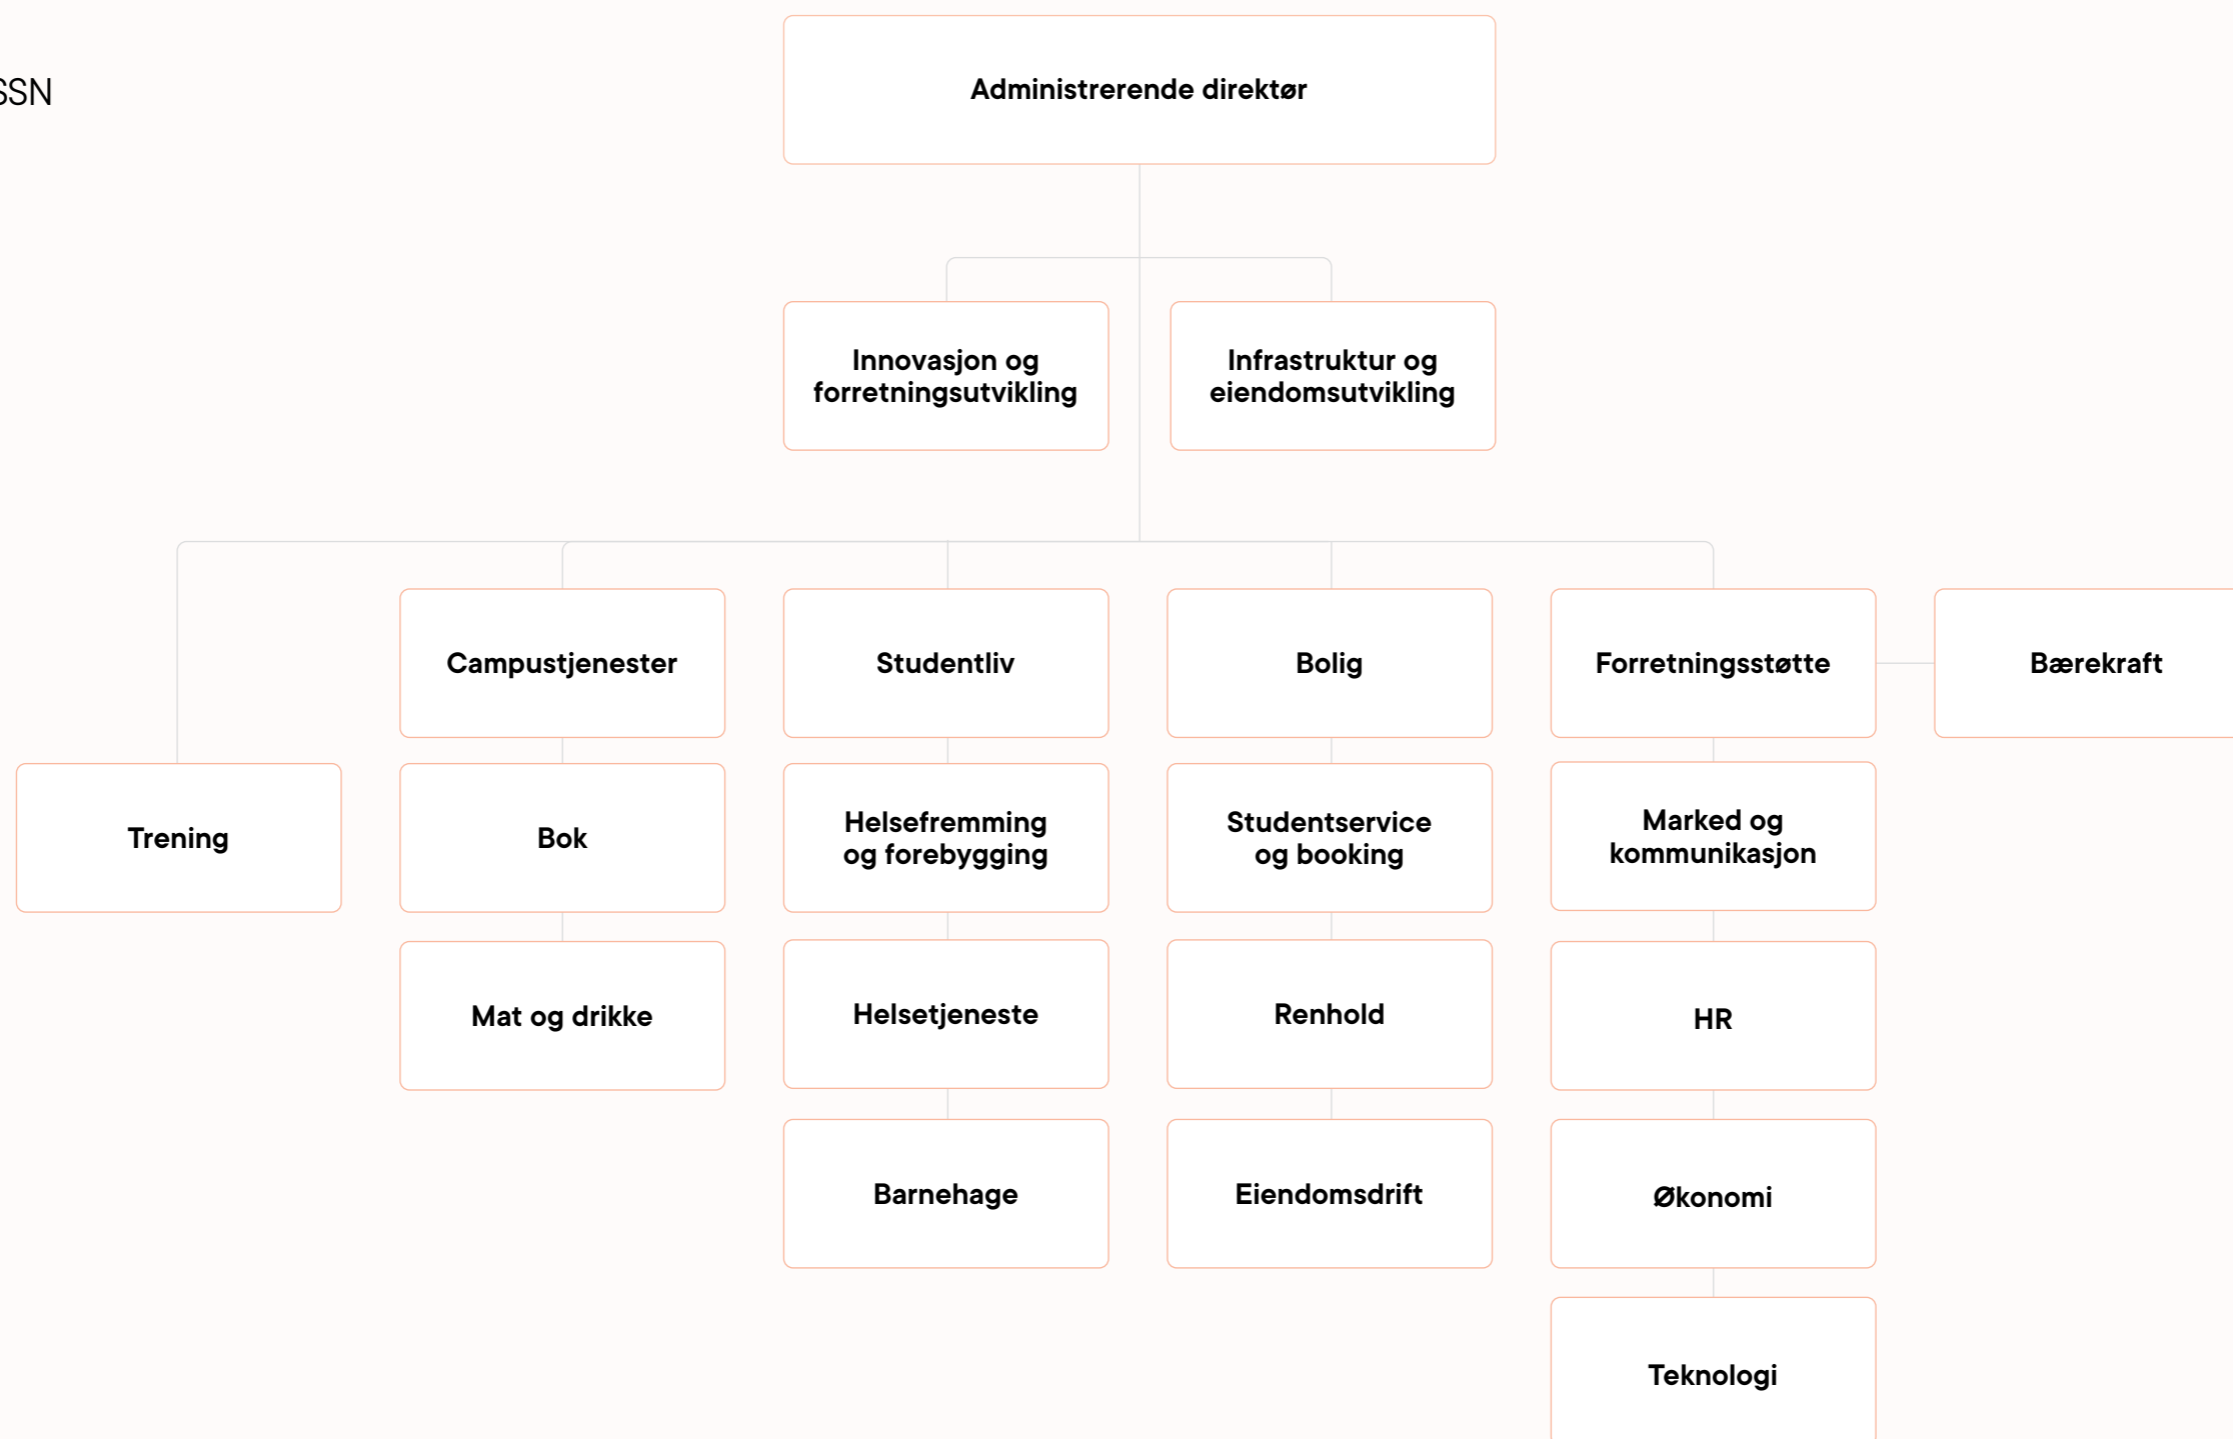 SSN
Administrerende direktør
Innovasjon og
forretningsutvikling
Infrastruktur og
eiendomsutvikling
Campustjenester
Studentliv
Bolig
Forretningsstøtte
Bærekraft
Trening
Bok
Helsefremming
og forebygging
Studentservice
og booking
Marked og
kommunikasjon
Mat og drikke
Helsetjeneste
Renhold
HR
Barnehage
Eiendomsdrift
Økonomi
Teknologi